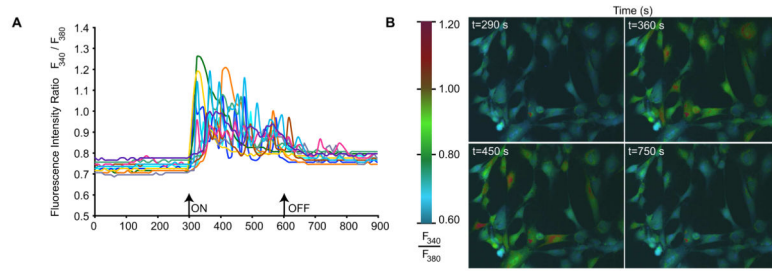 A
Fluorescence Intensity Ratio F340 / F380
1.4
1.3
1.2
1.1
1.0
0.9
0.8
0.7
0.6
0.5
ON
OFF
0 100 200 300 400 500 600 700 800 900
B
Time (s)
1.20
1.00
0.80
0.60
F340
F380
t=290 s
t=360 s
t=450 s
t=750 s